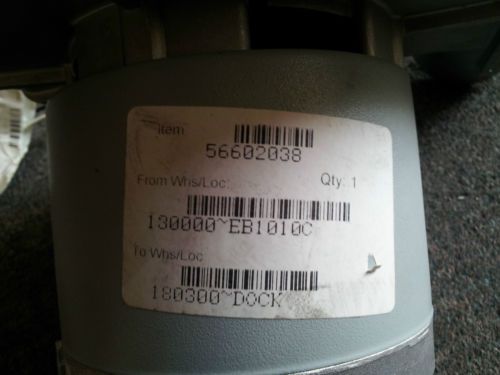 Item
56602038
From Whs/Loc: Qty: 1
130000~EB1010C
To Whs/Loc
180300~DOCK